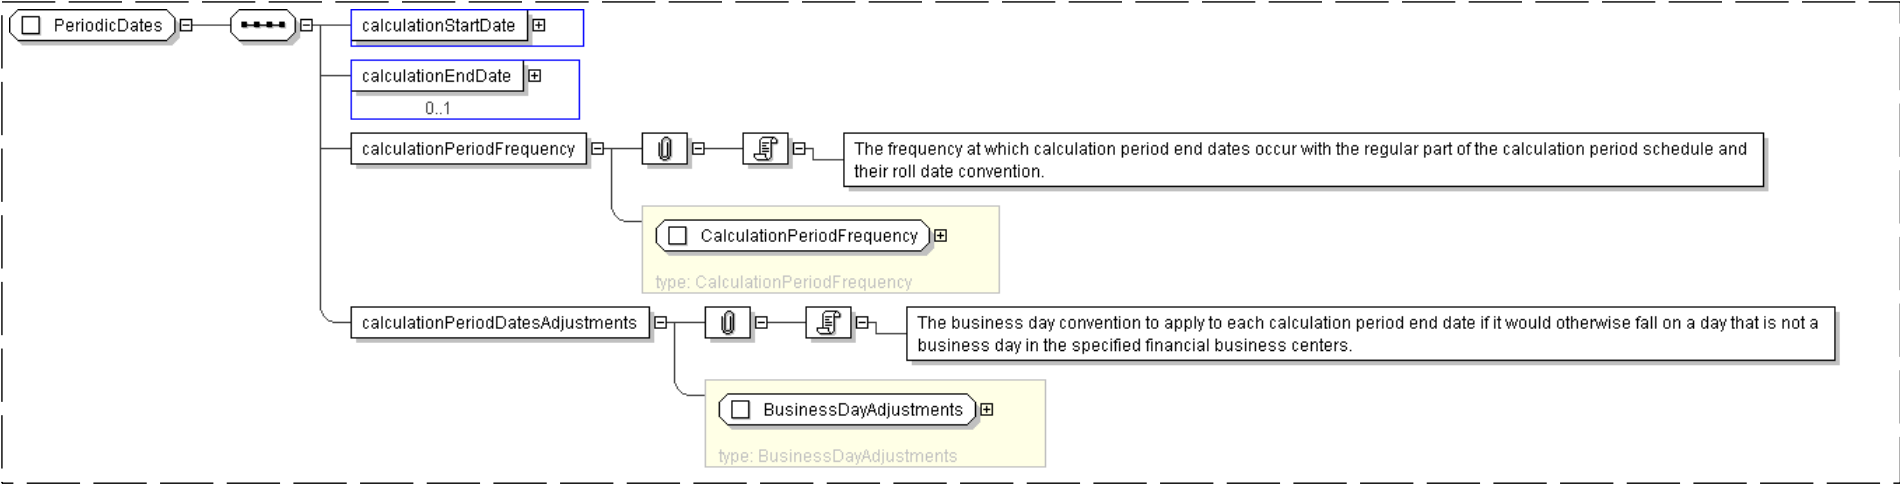 PeriodicDates
calculationStartDate
calculationEndDate
0..1
calculationPeriodFrequency
The frequency at which calculation period end dates occur with the regular part of the calculation period schedule and
their roll date convention.
CalculationPeriodFrequency
type: CalculationPeriodFrequency
calculationPeriodDatesAdjustments
The business day convention to apply to each calculation period end date if it would otherwise fall on a day that is not a
business day in the specified financial business centers.
BusinessDayAdjustments
type: BusinessDayAdjustments